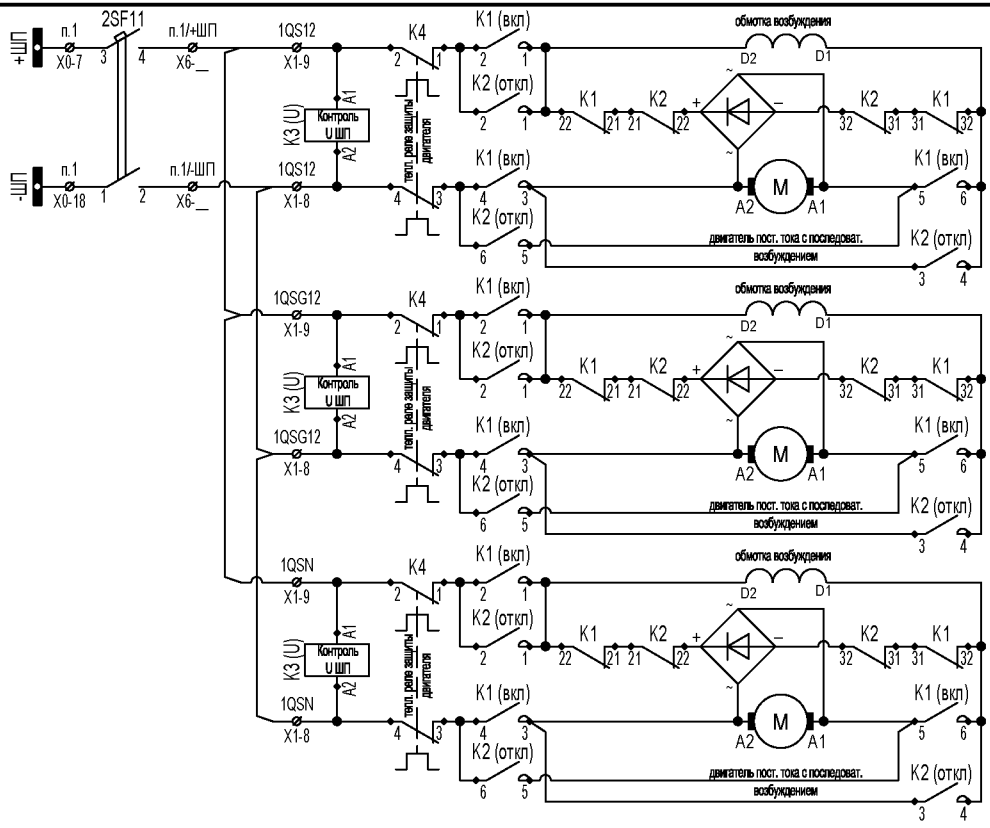 2SF11
+ШП
п.1
X0-7
3
4
п.1/+ШП
X6-__
1QS12
X1-9
K4
2
1
K1 (вкл)
2
1
K2 (откл)
2
1
обмотка возбуждения
D2
D1
K3 (U)
A1
Контроль
U ШП
A2
тепл. реле защиты
двигателя
K1
22
21
K2
21
22
+
~
–
~
K2
32
31
K1
31
32
-ШП
п.1
X0-18
1
2
п.1/-ШП
X6-__
1QS12
X1-8
4
3
K1 (вкл)
4
3
K2 (откл)
6
5
A2
M
A1
K1 (вкл)
5
6
двигатель пост. тока с последоват.
возбуждением
K2 (откл)
3
4
1QSG12
X1-9
K4
2
1
K1 (вкл)
2
1
K2 (откл)
2
1
обмотка возбуждения
D2
D1
K3 (U)
A1
Контроль
U ШП
A2
тепл. реле защиты
двигателя
K1
22
21
K2
21
22
+
~
–
~
K2
32
31
K1
31
32
1QSG12
X1-8
4
3
K1 (вкл)
4
3
K2 (откл)
6
5
A2
M
A1
K1 (вкл)
5
6
двигатель пост. тока с последоват.
возбуждением
K2 (откл)
3
4
1QSN
X1-9
K4
2
1
K1 (вкл)
2
1
K2 (откл)
2
1
обмотка возбуждения
D2
D1
K3 (U)
A1
Контроль
U ШП
A2
тепл. реле защиты
двигателя
K1
22
21
K2
21
22
+
~
–
~
K2
32
31
K1
31
32
1QSN
X1-8
4
3
K1 (вкл)
4
3
K2 (откл)
6
5
A2
M
A1
K1 (вкл)
5
6
двигатель пост. тока с последоват.
возбуждением
K2 (откл)
3
4